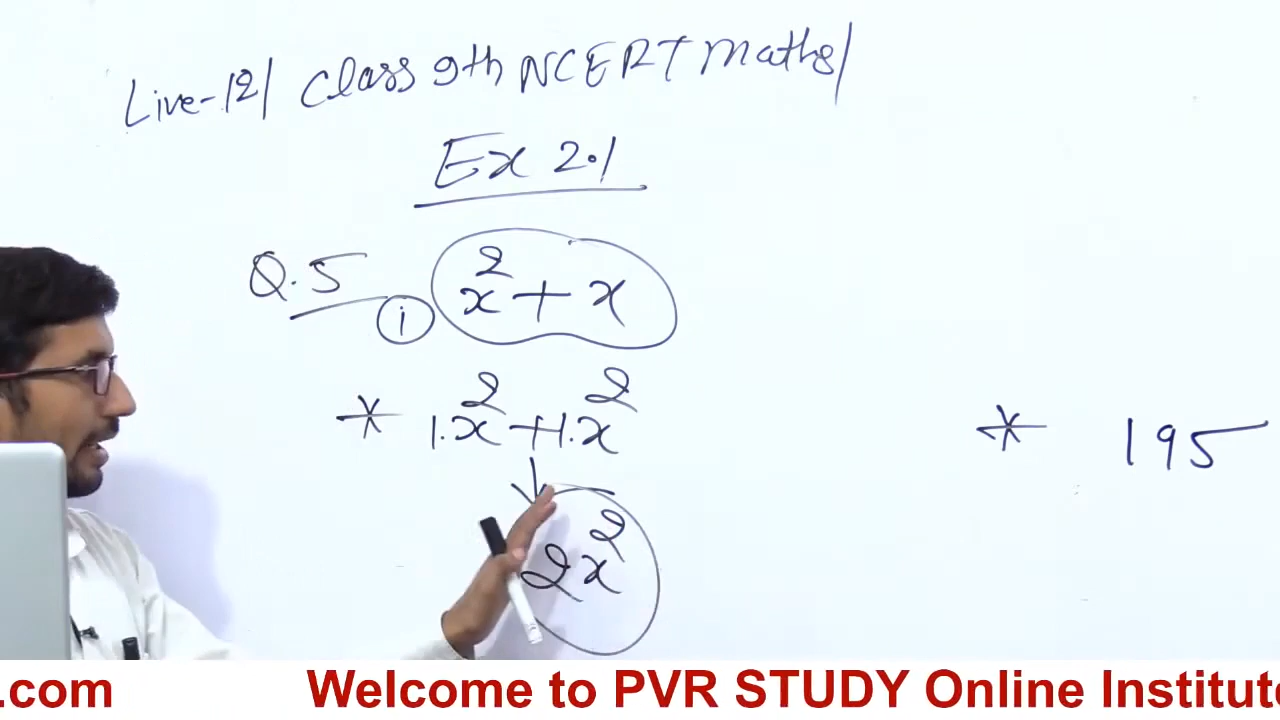 Live-12/ Class 9th NCERT Maths/
Ex 2.1
Q.5
i x² + x
* 1.x² + 1.x²
↓
2x²
* 195
.com Welcome to PVR STUDY Online Institute